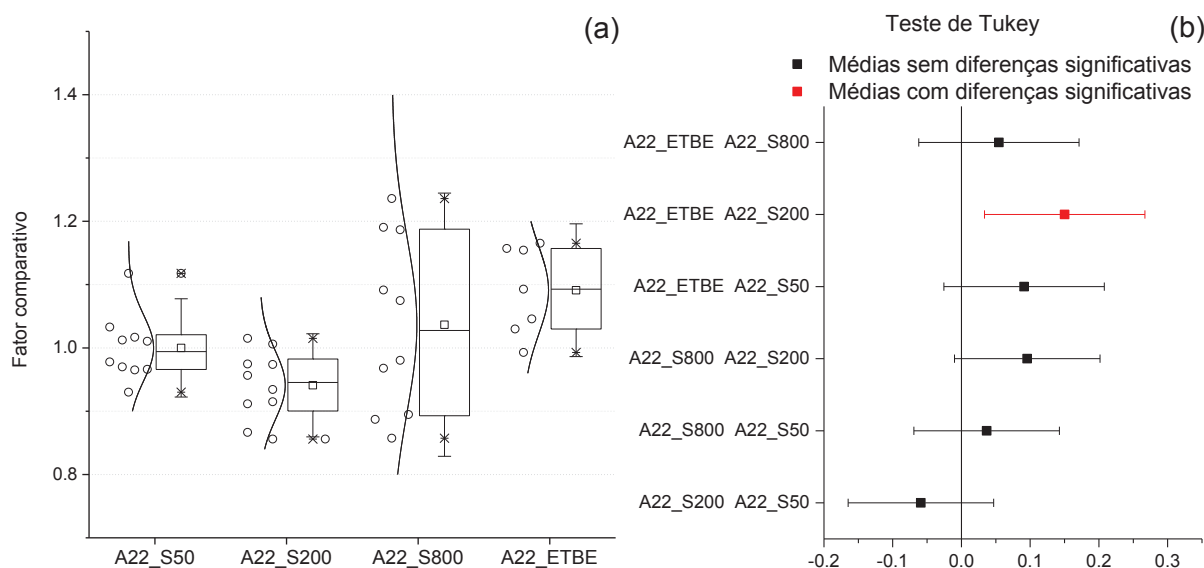 (a)
1.4
1.2
1.0
0.8
Fator comparativo
A22_S50 A22_S200 A22_S800 A22_ETBE
Teste de Tukey
(b)
Médias sem diferenças significativas
Médias com diferenças significativas
A22_ETBE A22_S800
A22_ETBE A22_S200
A22_ETBE A22_S50
A22_S800 A22_S200
A22_S800 A22_S50
A22_S200 A22_S50
-0.2 -0.1 0.0 0.1 0.2 0.3